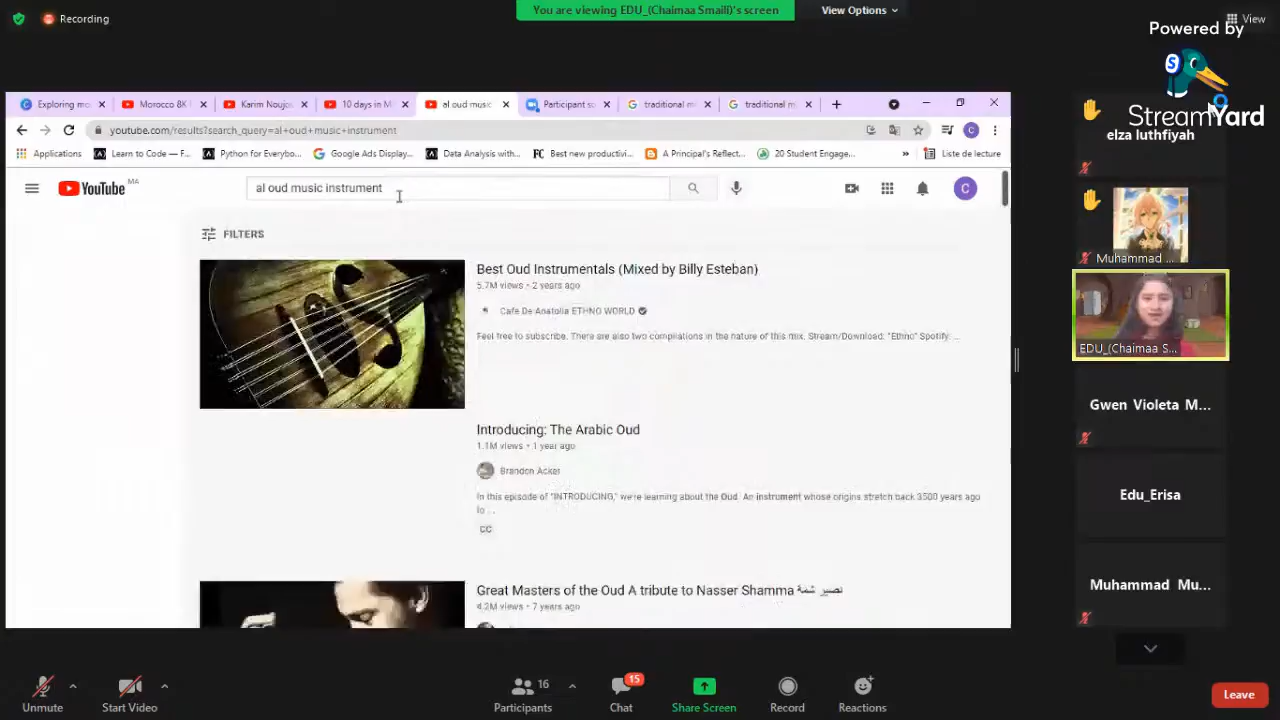 Recording
You are viewing EDU_(Chaimaa Smaili)'s screen
View Options
View
Powered by
StreamYard
Exploring mo
Morocco 8K
Karim Noujou
10 days in M
al oud music
Participant sc
traditional m
traditional m
youtube.com/results?search_query=al+oud+music+instrument
Applications
Learn to Code — F...
Python for Everybo...
Google Ads Display...
Data Analysis with...
Best new productivi...
A Principal's Reflect...
20 Student Engage...
Liste de lecture
YouTube MA
al oud music instrument
C
FILTERS
Best Oud Instrumentals (Mixed by Billy Esteban)
5.7M views • 2 years ago
Cafe De Anatolia ETHNO WORLD
Feel free to subscribe. There are also two compilations in the nature of this mix. Stream/Download: "Ethno" Spotify: ...
Introducing: The Arabic Oud
1.1M views • 1 year ago
Brandon Acker
In this episode of "INTRODUCING," we're learning about the Oud. An instrument whose origins stretch back 3500 years ago
to ...
CC
Great Masters of the Oud A tribute to Nasser Shamma نصير شمة
4.2M views • 7 years ago
elza luthfiyah
Muhammad ...
EDU_(Chaimaa S...
Gwen Violeta M...
Edu_Erisa
Muhammad Mu...
Unmute
Start Video
16
Participants
15
Chat
Share Screen
Record
Reactions
Leave